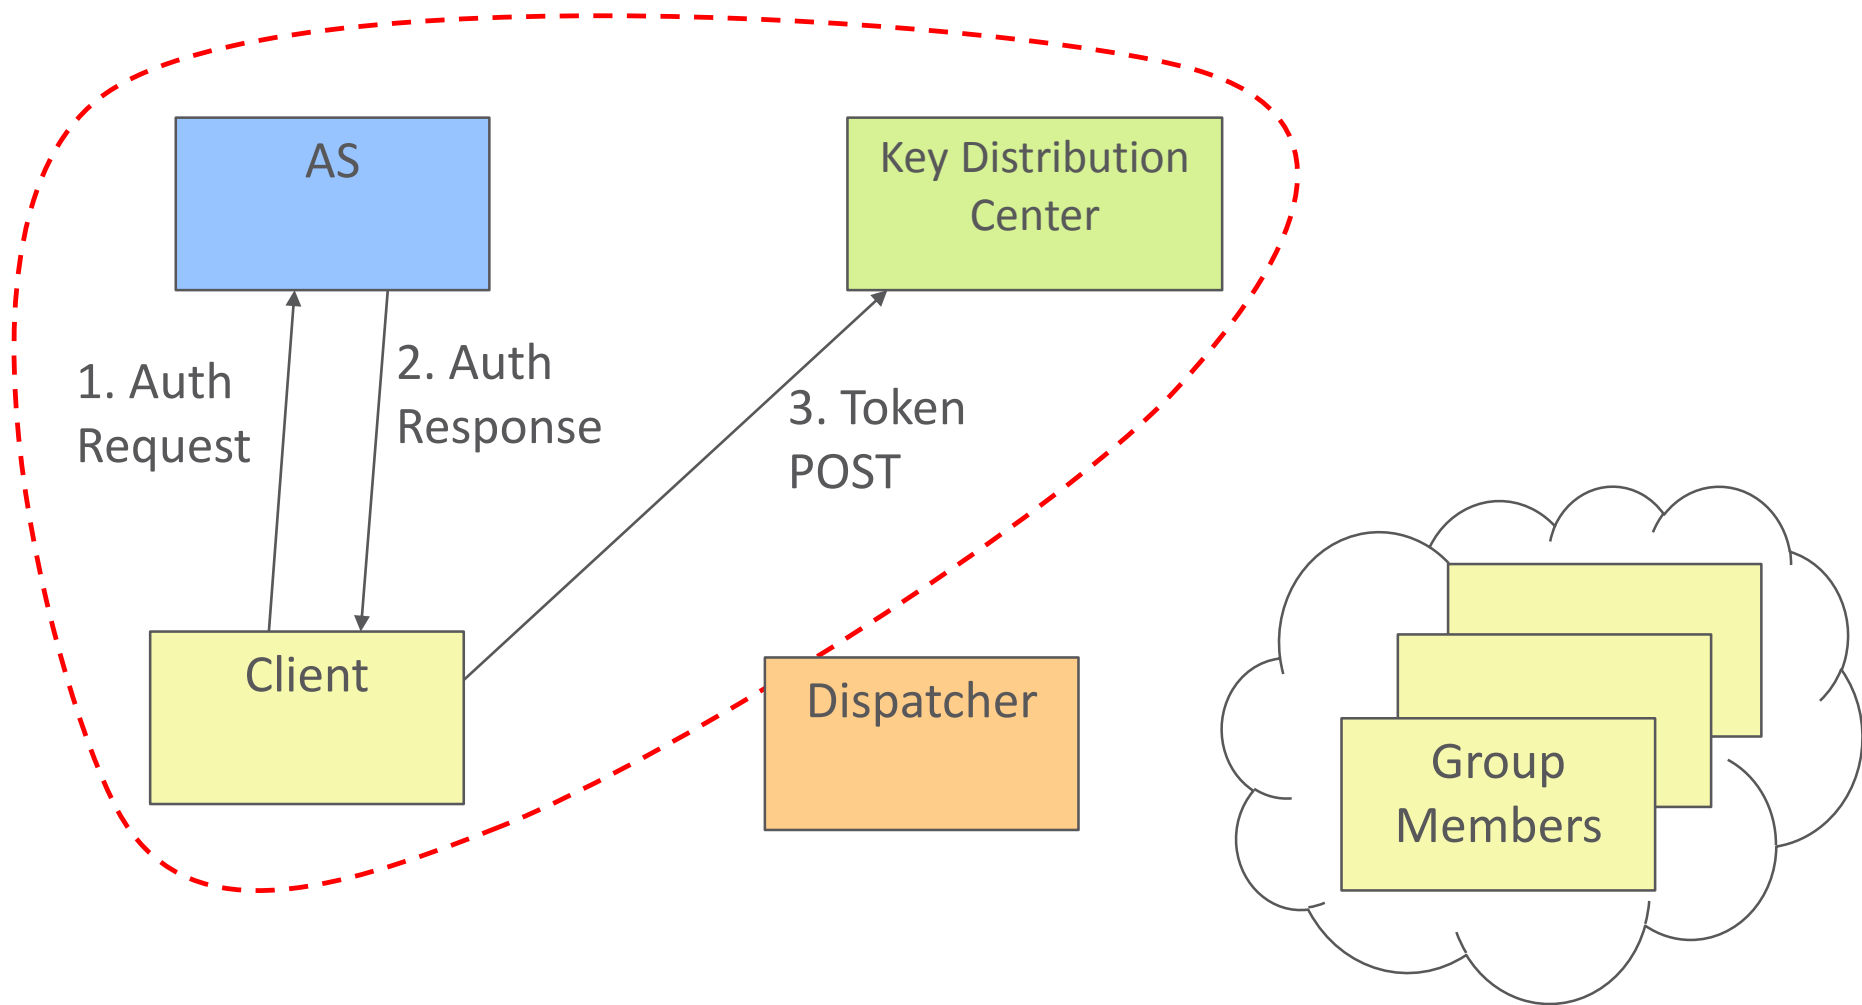 AS
Key Distribution
Center
1. Auth
Request
2. Auth
Response
3. Token
POST
Client
Dispatcher
Group
Members